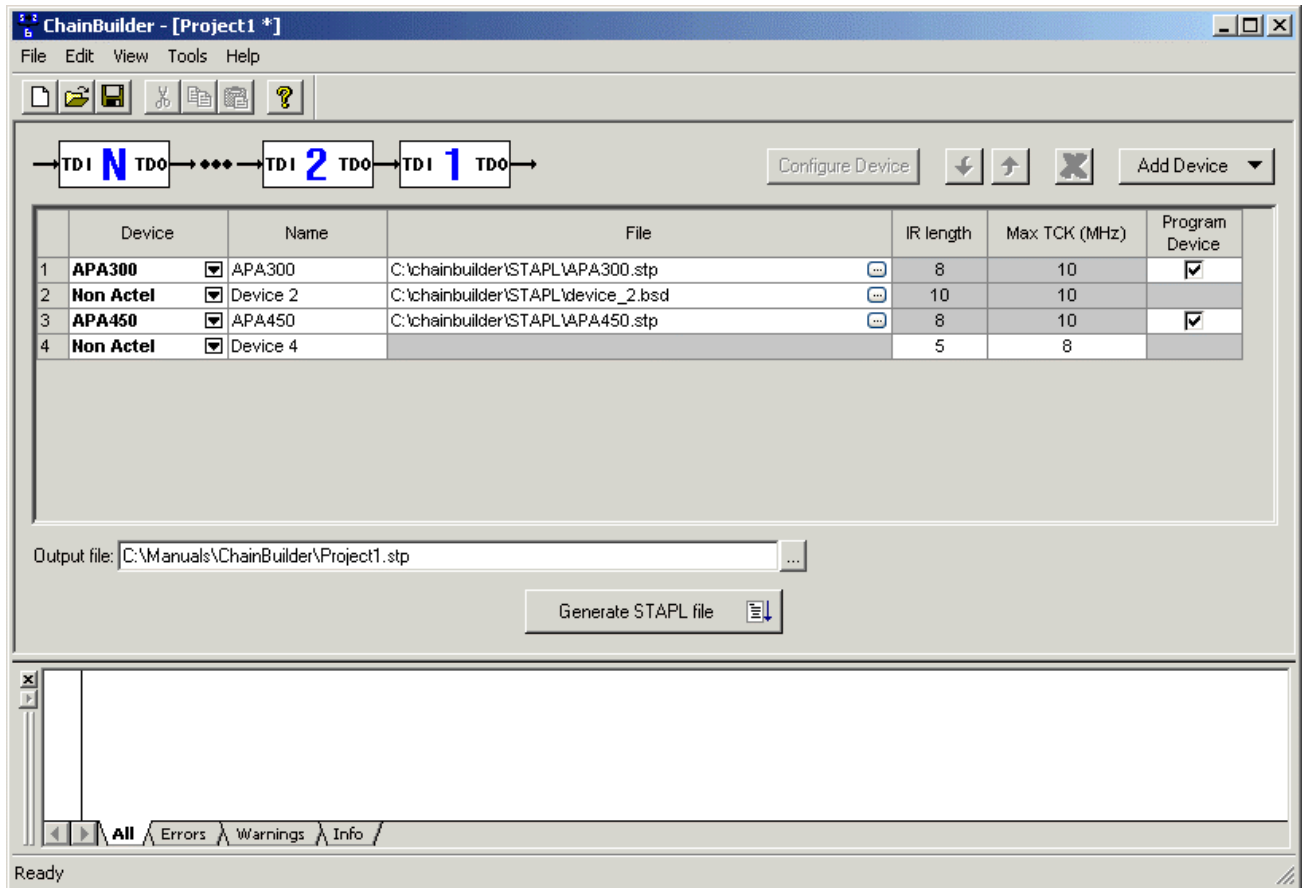 ChainBuilder - [Project1 *]
File Edit View Tools Help
TDI N TDO TDI 2 TDO TDI 1 TDO
Configure Device Add Device
Device Name File IR length Max TCK (MHz) Program Device
1 APA300 APA300 C:\chainbuilder\STAPL\APA300.stp ... 8 10
2 Non Actel Device 2 C:\chainbuilder\STAPL\device_2.bsd ... 10 10
3 APA450 APA450 C:\chainbuilder\STAPL\APA450.stp ... 8 10
4 Non Actel Device 4 5 8
Output file: C:\Manuals\ChainBuilder\Project1.stp ...
Generate STAPL file
All Errors Warnings Info
Ready